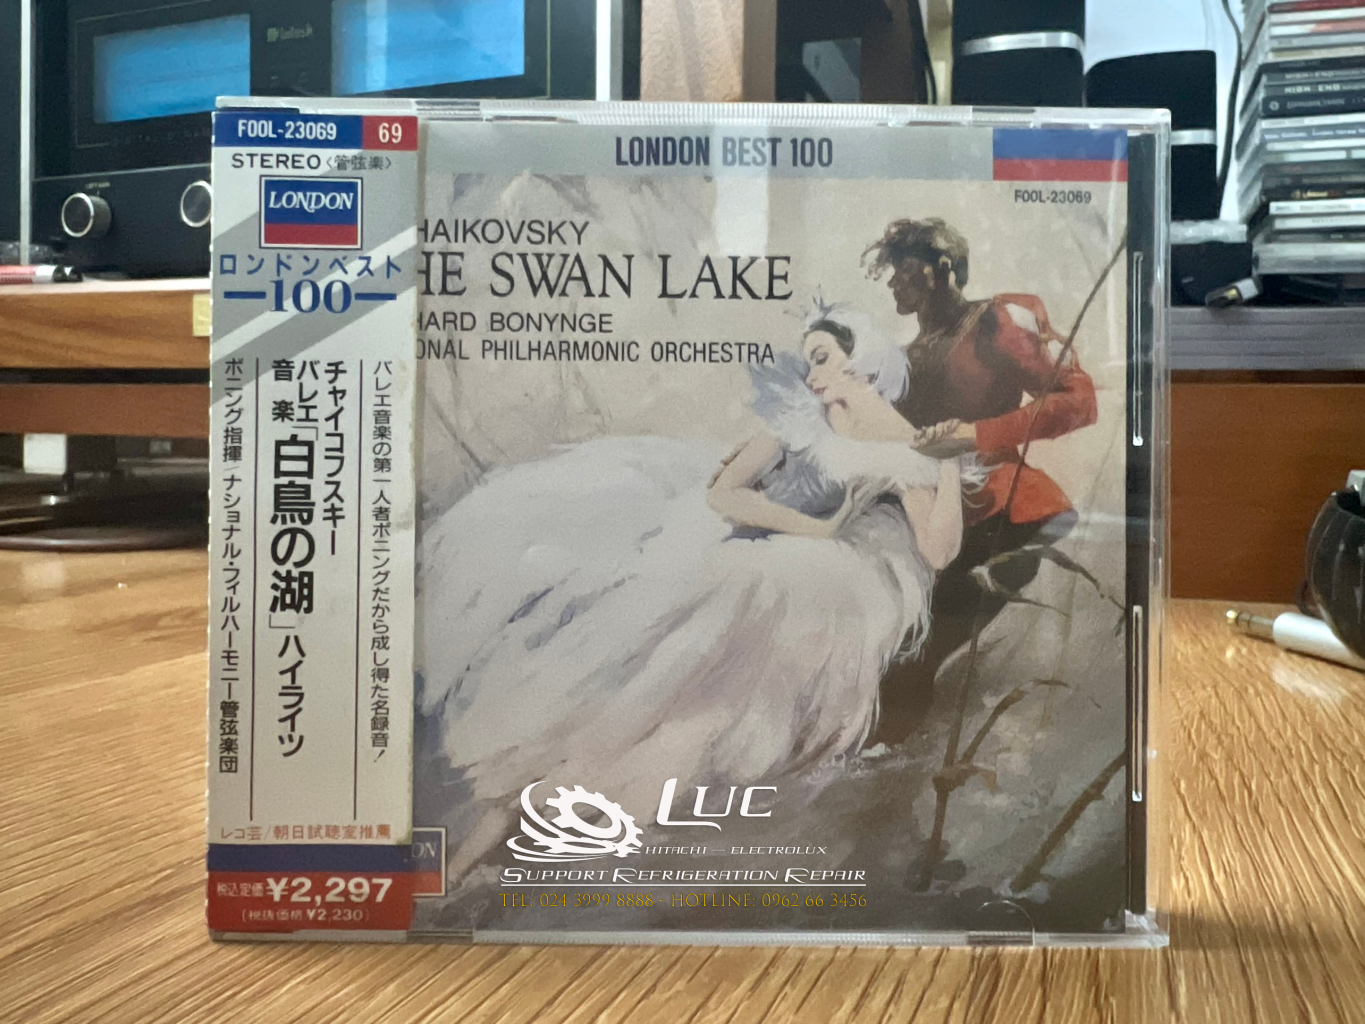 FOOL-23069 69
STEREO〈管弦楽〉
LONDON
ロンドンベスト
100
バレエ音楽の第一人者ボニングだから成し得た名録音!
チャイコフスキー
バレエ音楽「白鳥の湖」ハイライツ
ボニング指揮/ナショナル・フィルハーモニー管弦楽団
レコ芸/朝日試聴室推薦
税込定価¥2,297
(税抜価格¥2,230)
LONDON BEST 100
FOOL-23069
HAIKOVSKY
HE SWAN LAKE
HARD BONYNGE
ONAL PHILHARMONIC ORCHESTRA
ON
LUC
HITACHI — ELECTROLUX
SUPPORT REFRIGERATION REPAIR
TEL: 024 3999 8888 - HOTLINE: 0962 66 3456
HIGH END